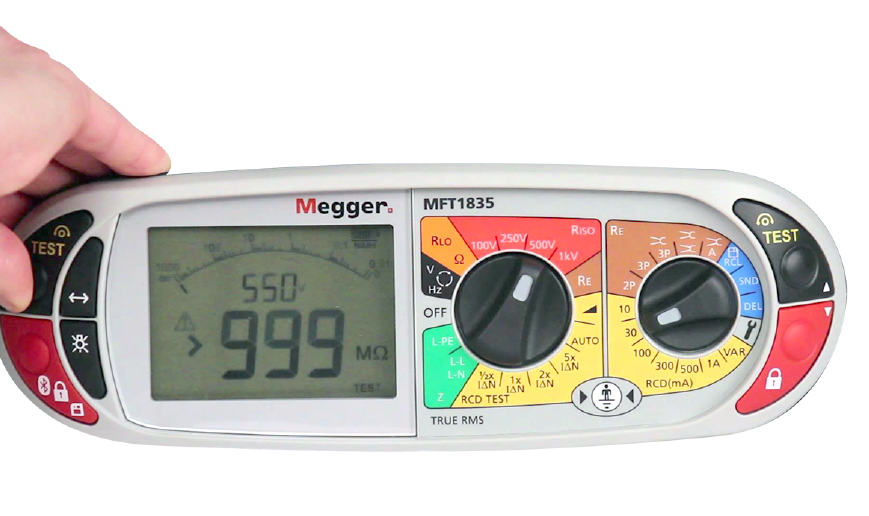 Megger.
MFT1835
TEST
550V
> 999 MΩ
TEST
RLO
Ω
100V
250V
500V
1kV
RISO
RE
V
Hz
OFF
L-PE
L-L
L-N
Z
RCD TEST
½x
IΔN
1x
IΔN
2x
IΔN
5x
IΔN
AUTO
TRUE RMS
RE
2P
3P
3P
A
RCL
SND
DEL
10
30
100
300
500
1A
VAR
RCD(mA)
TEST